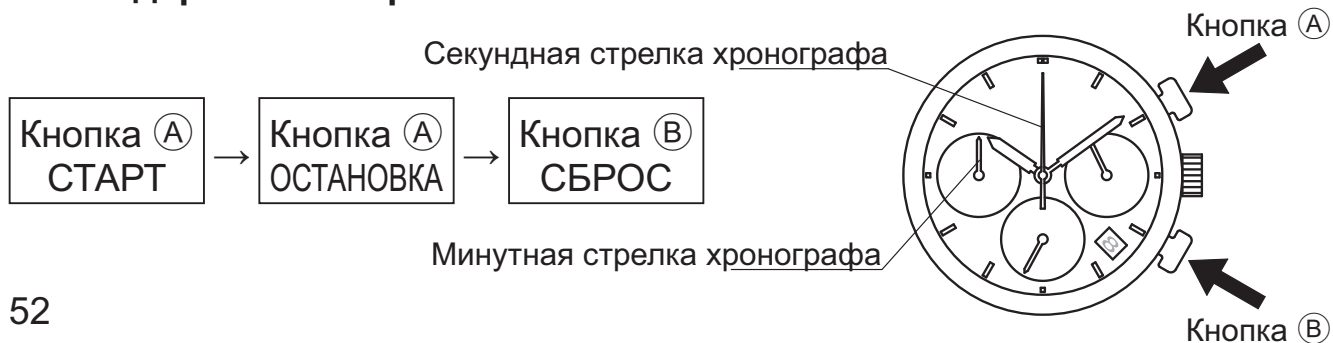 Секундная стрелка хронографа
Кнопка Ⓐ
Кнопка Ⓐ
СТАРТ
→
Кнопка Ⓐ
ОСТАНОВКА
→
Кнопка Ⓑ
СБРОС
Минутная стрелка хронографа
52
Кнопка Ⓑ